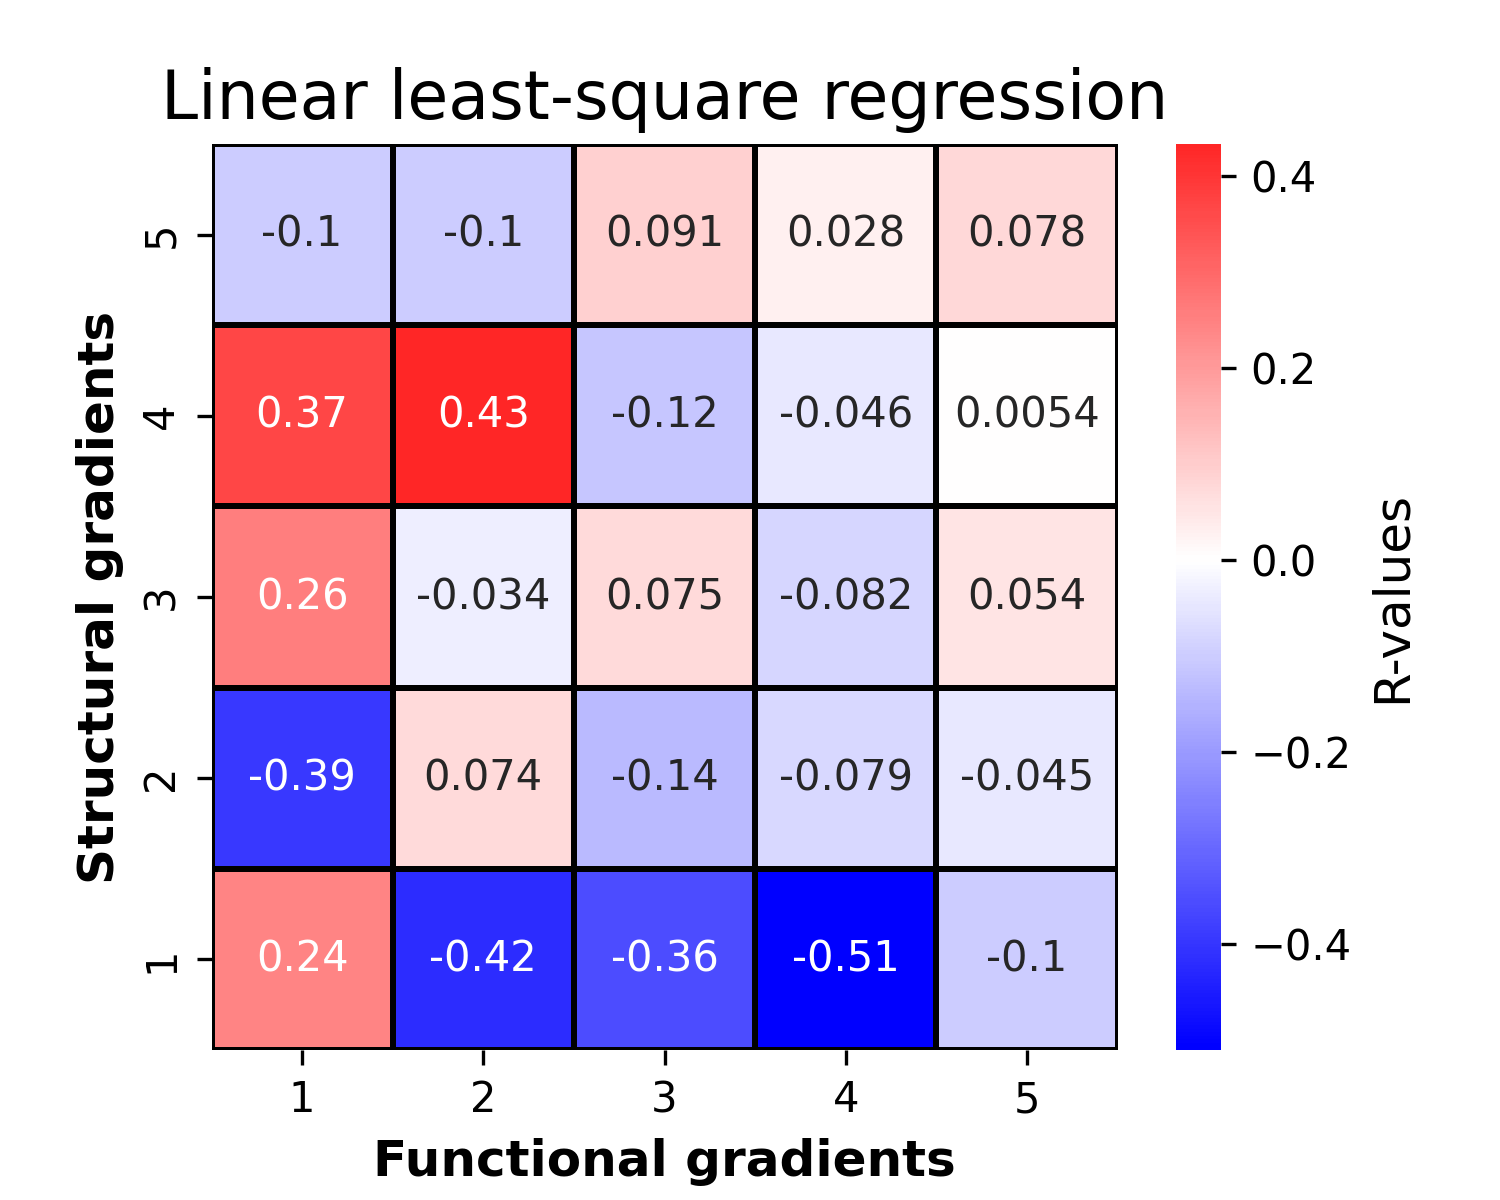 Linear least-square regression
Structural gradients
5 -0.1 -0.1 0.091 0.028 0.078
4 0.37 0.43 -0.12 -0.046 0.0054
3 0.26 -0.034 0.075 -0.082 0.054
2 -0.39 0.074 -0.14 -0.079 -0.045
1 0.24 -0.42 -0.36 -0.51 -0.1
1 2 3 4 5
Functional gradients
0.4
0.2
0.0
−0.2
−0.4
R-values